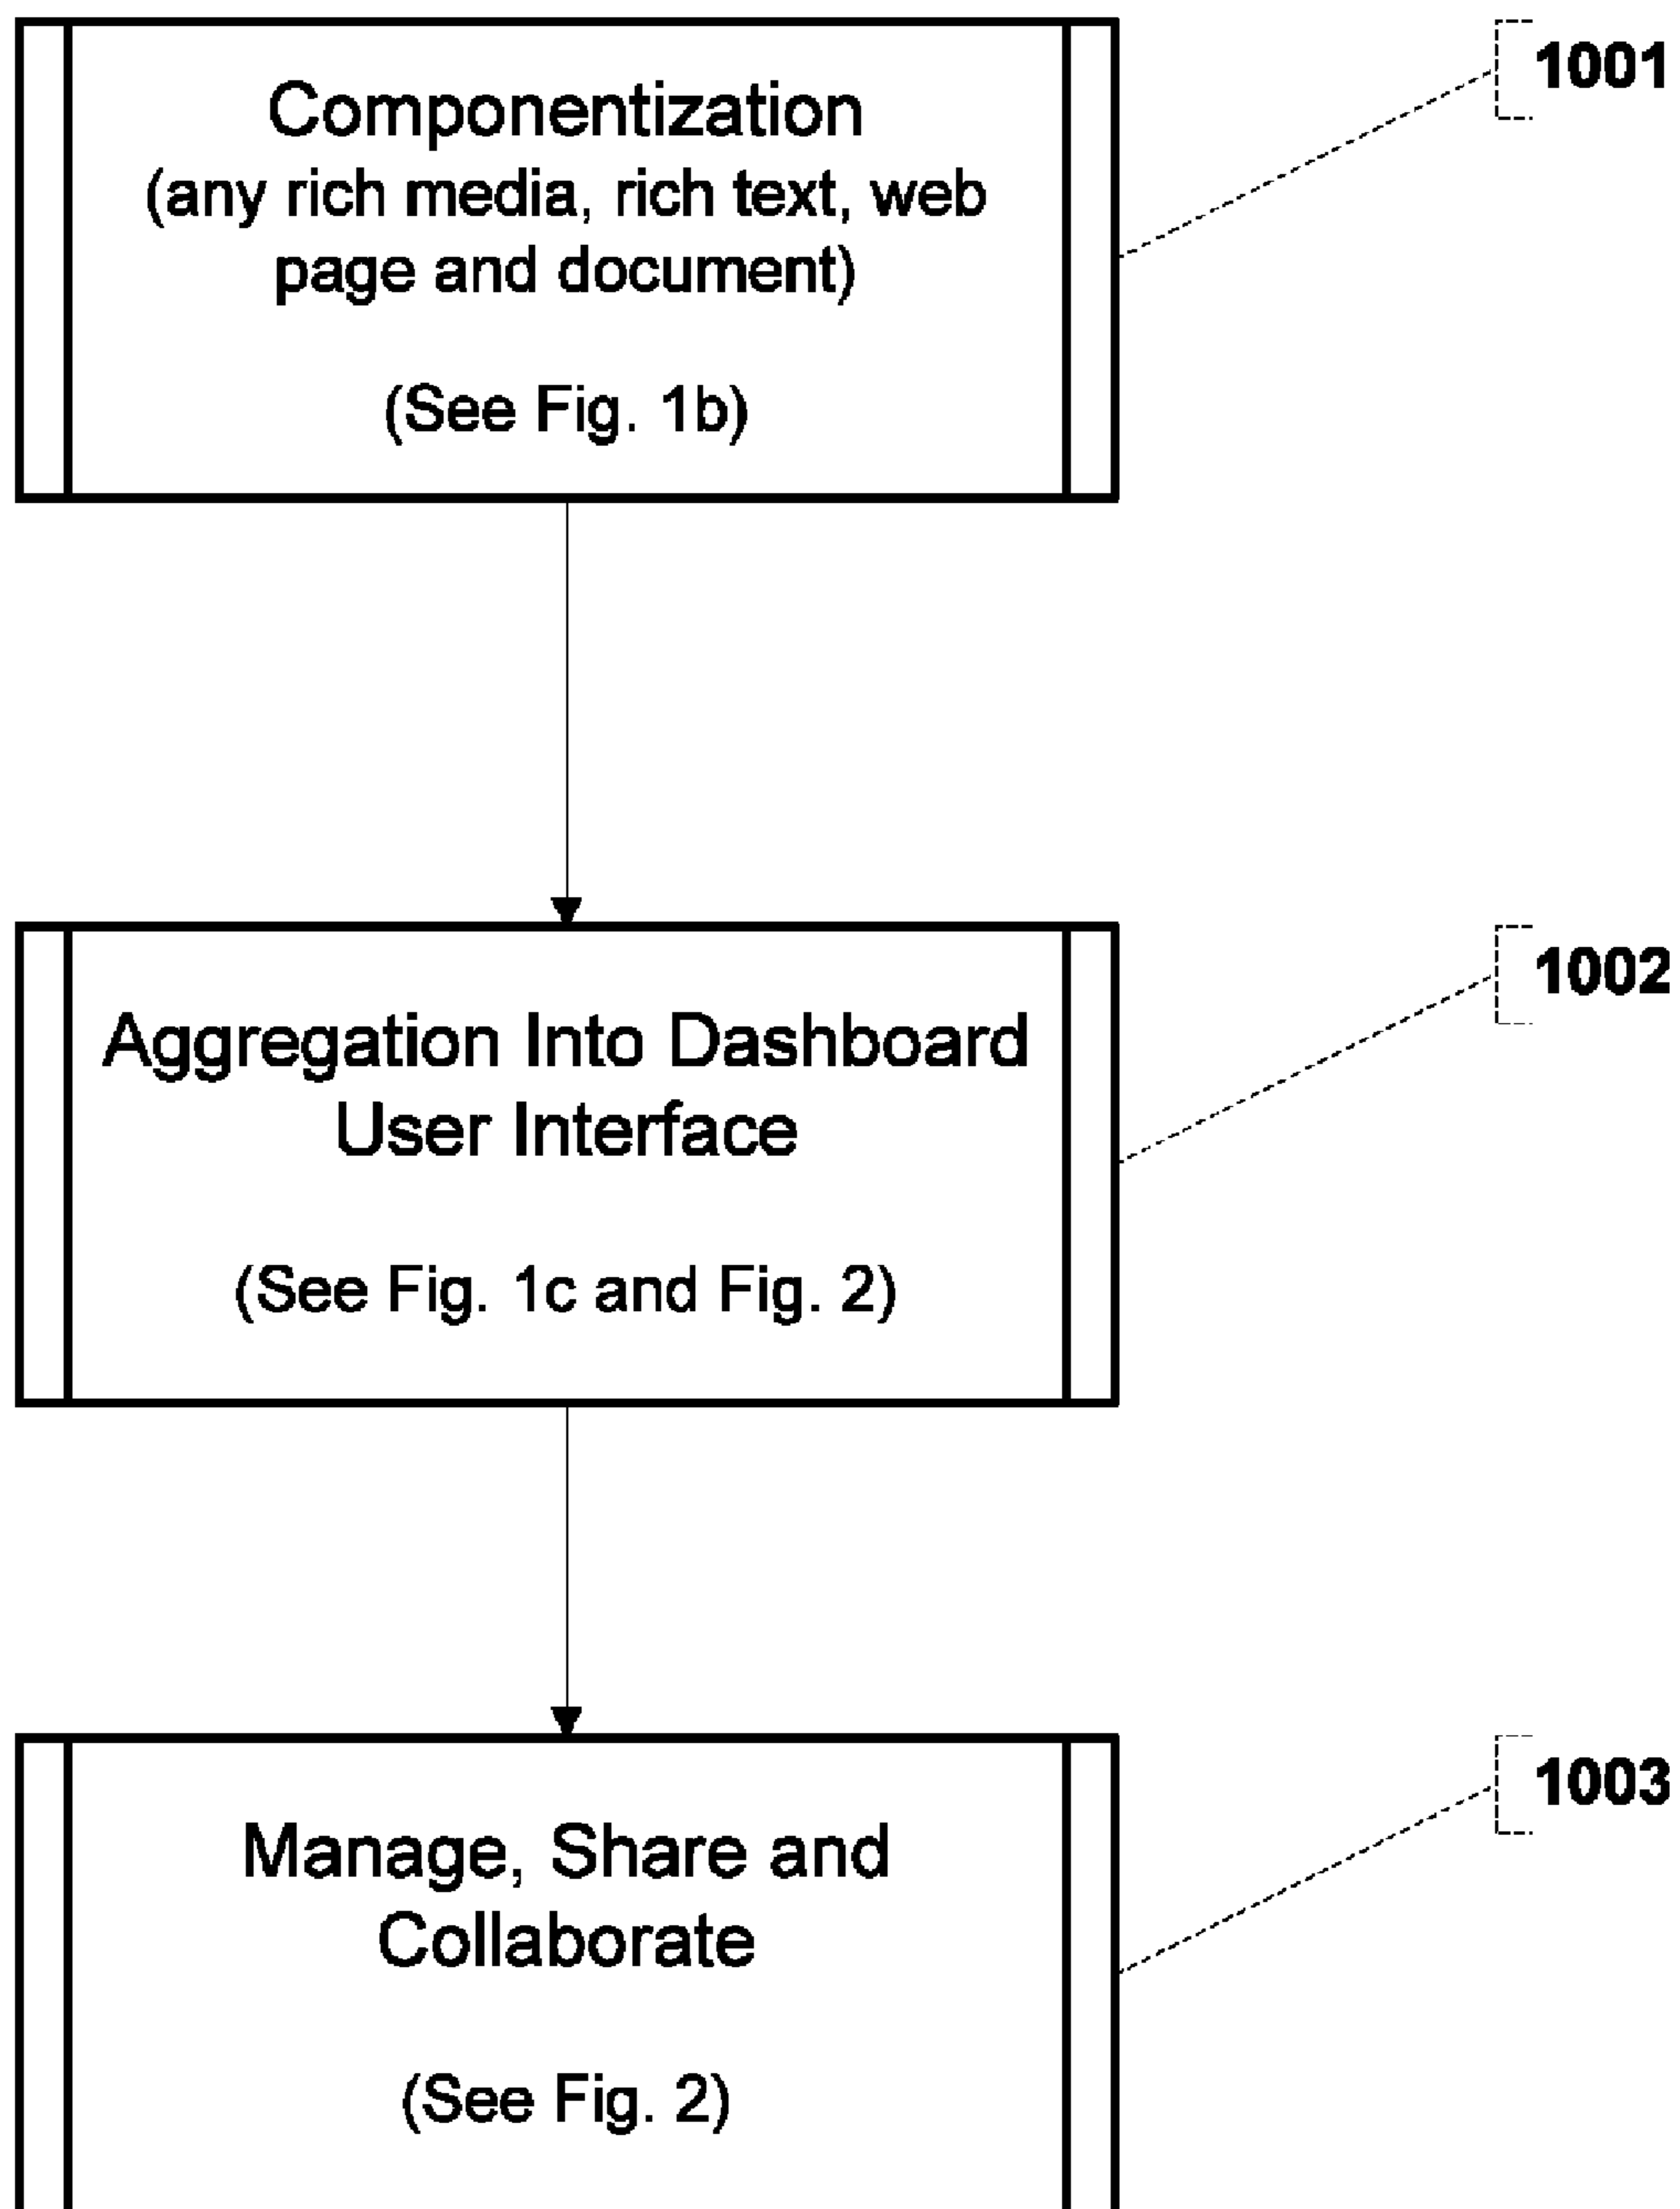 Componentization
(any rich media, rich text, web
page and document)
(See Fig. 1b)
1001
Aggregation Into Dashboard
User Interface
(See Fig. 1c and Fig. 2)
1002
Manage, Share and
Collaborate
(See Fig. 2)
1003